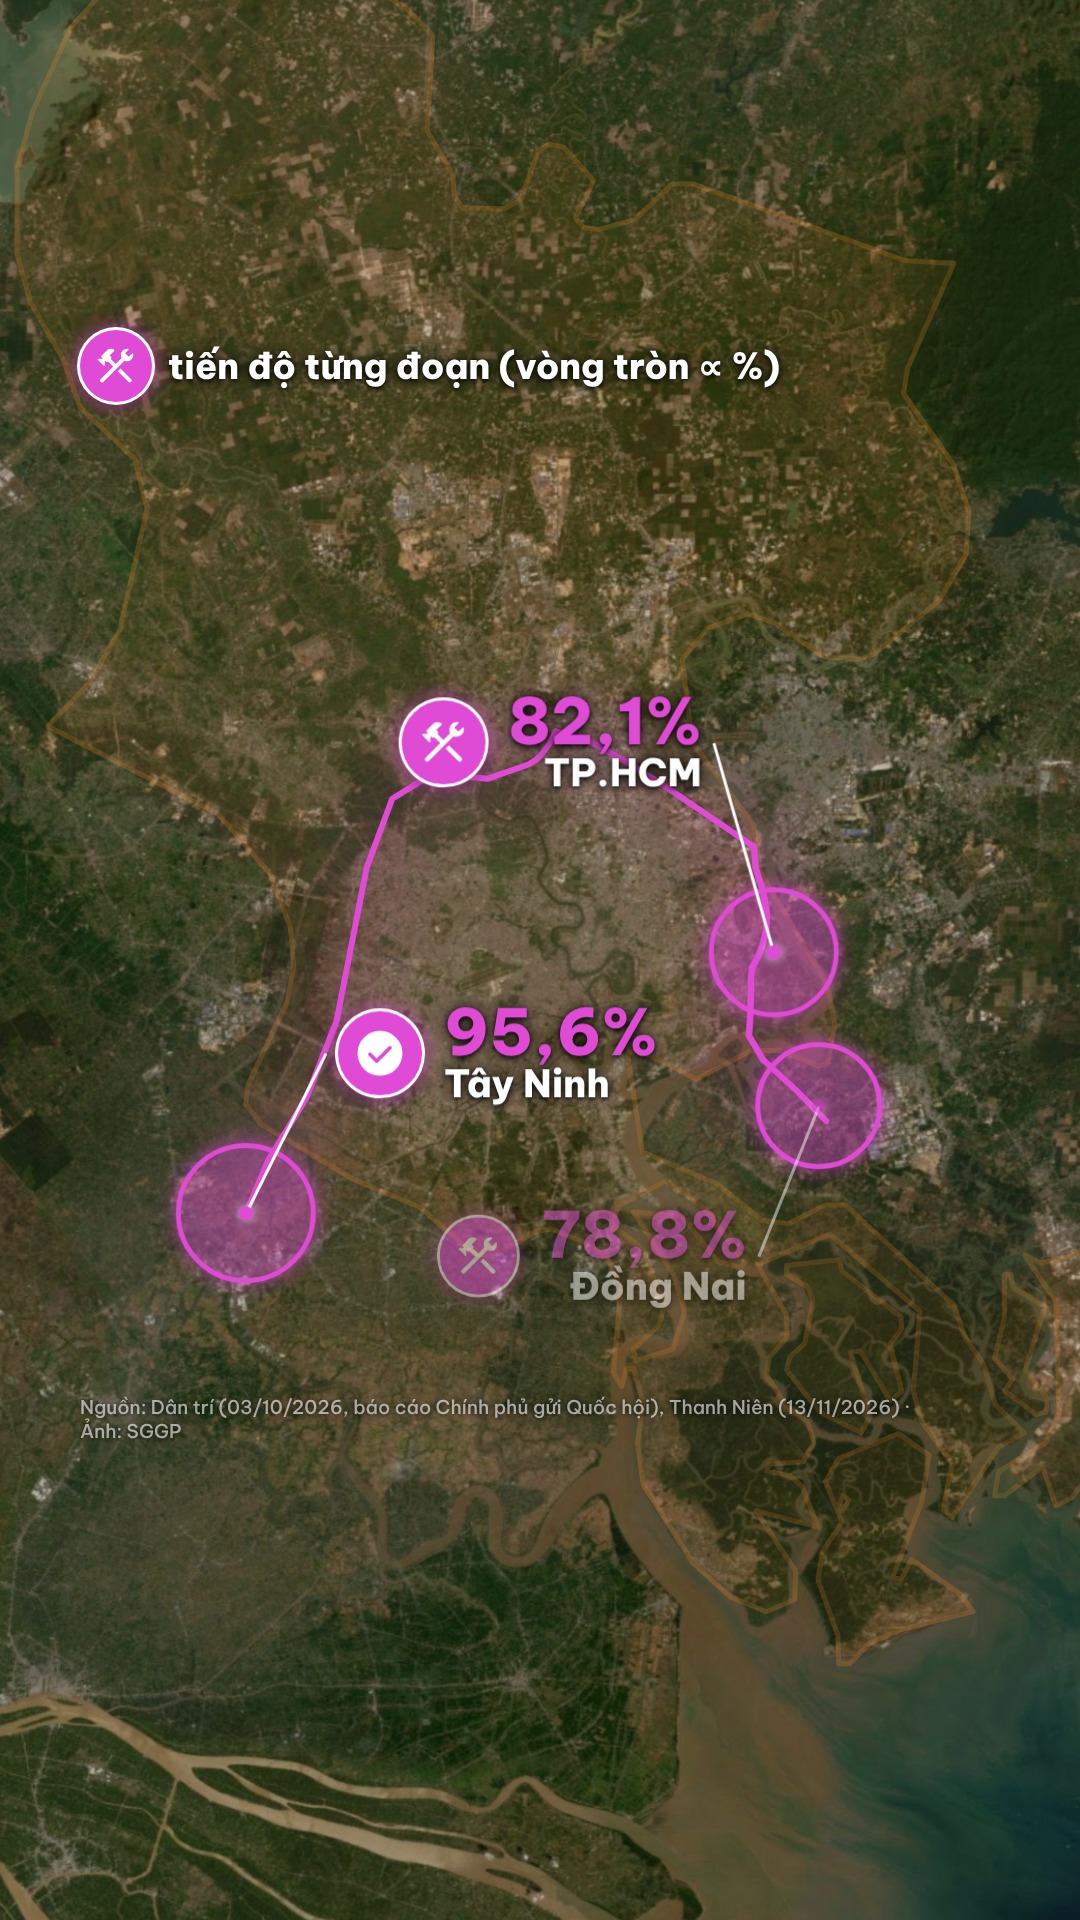 tiến độ từng đoạn (vòng tròn ∝ %)
82,1%
TP.HCM
95,6%
Tây Ninh
78,8%
Đồng Nai
Nguồn: Dân trí (03/10/2026, báo cáo Chính phủ gửi Quốc hội), Thanh Niên (13/11/2026) ·
Ảnh: SGGP